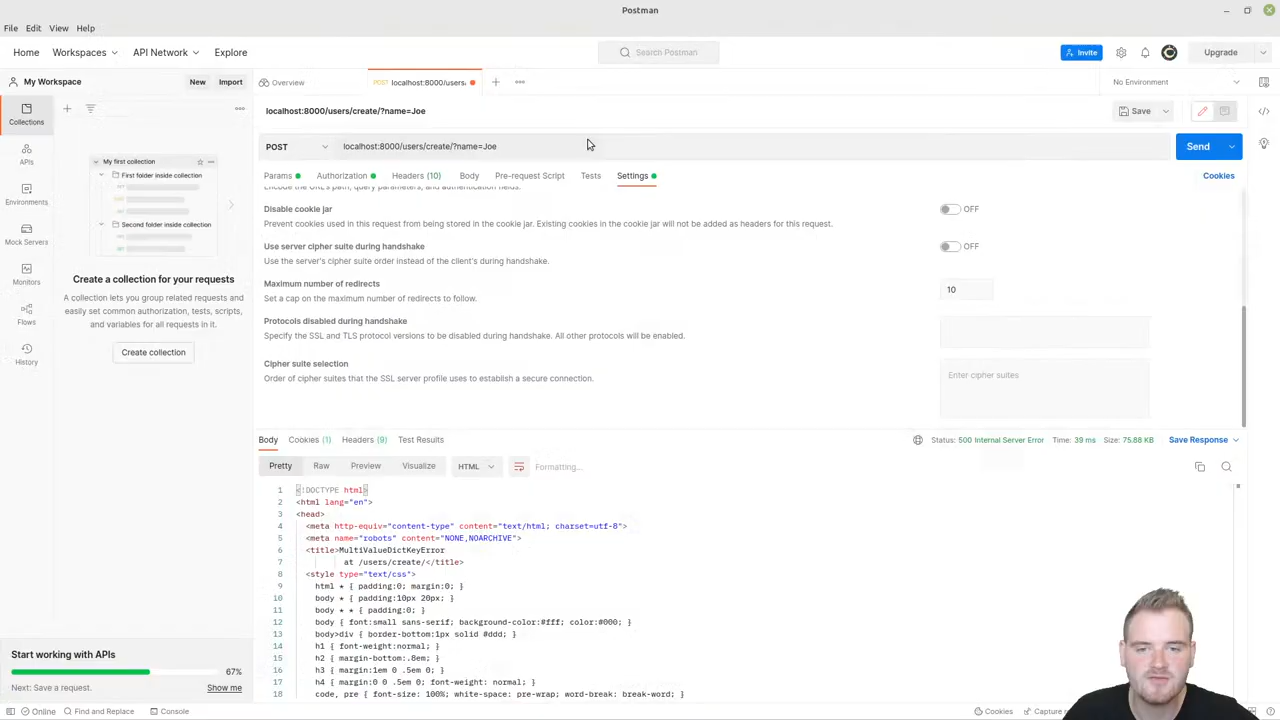 Postman
File Edit View Help
Home Workspaces API Network Explore Search Postman Invite Upgrade
My Workspace New Import Overview POST localhost:8000/users. No Environment
localhost:8000/users/create/?name=Joe Save
Collections
POST localhost:8000/users/create/?name=Joe Send
APIs
Params Authorization Headers (10) Body Pre-request Script Tests Settings Cookies
Encode the URL's path, query parameters, and authentication fields.
Environments
Mock Servers
Monitors
Flows
History
My first collection
First folder inside collection
Second folder inside collection
Create a collection for your requests
A collection lets you group related requests and
easily set common authorization, tests, scripts,
and variables for all requests in it.
Create collection
Disable cookie jar
OFF
Prevent cookies used in this request from being stored in the cookie jar. Existing cookies in the cookie jar will not be added as headers for this request.
Use server cipher suite during handshake
OFF
Use the server's cipher suite order instead of the client's during handshake.
Maximum number of redirects
10
Set a cap on the maximum number of redirects to follow.
Protocols disabled during handshake
Specify the SSL and TLS protocol versions to be disabled during handshake. All other protocols will be enabled.
Cipher suite selection
Enter cipher suites
Order of cipher suites that the SSL server profile uses to establish a secure connection.
Body Cookies (1) Headers (9) Test Results Status: 500 Internal Server Error Time: 39 ms Size: 75.88 KB Save Response
Pretty Raw Preview Visualize HTML Formatting...
1 <!DOCTYPE html>
2 <html lang="en">
3 <head>
4 <meta http-equiv="content-type" content="text/html; charset=utf-8">
5 <meta name="robots" content="NONE,NOARCHIVE">
6 <title>MultiValueDictKeyError
7 at /users/create/</title>
8 <style type="text/css">
9 html * { padding:0; margin:0; }
10 body * { padding:10px 20px; }
11 body * * { padding:0; }
12 body { font:small sans-serif; background-color:#fff; color:#000; }
13 body>div { border-bottom:1px solid #ddd; }
14 h1 { font-weight:normal; }
15 h2 { margin-bottom:.8em; }
16 h3 { margin:1em 0 .5em 0; }
17 h4 { margin:0 0 .5em 0; font-weight: normal; }
18 code, pre { font-size: 100%; white-space: pre-wrap; word-break: break-word; }
Start working with APIs
67%
Next: Save a request. Show me
Online Find and Replace Console Cookies Capture